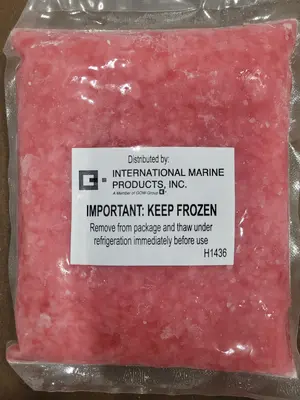 Distributed by:
INTERNATIONAL MARINE
PRODUCTS, INC.
A Member of OCM Group
IMPORTANT: KEEP FROZEN
Remove from package and thaw under
refrigeration immediately before use
H1436